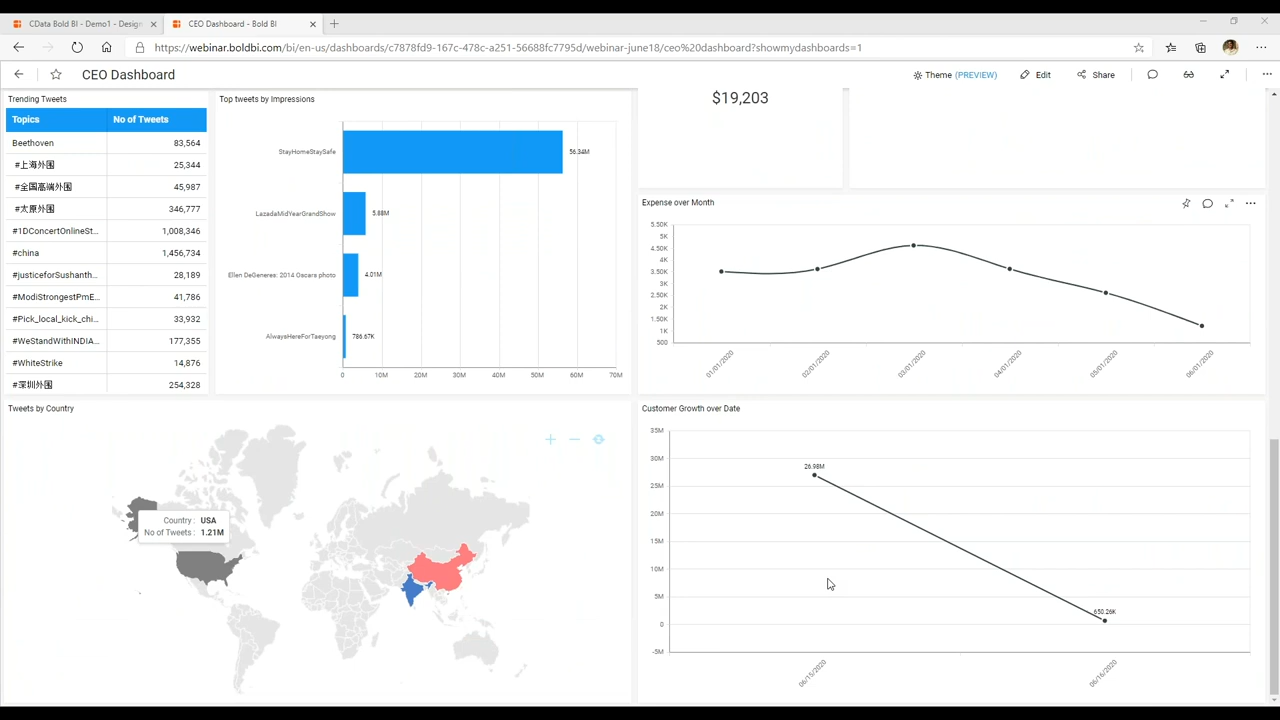 CData Bold BI - Demo1 - Design
CEO Dashboard - Bold BI
https://webinar.boldbi.com/bi/en-us/dashboards/c7878fd9-167c-478c-a251-56688fc7795d/webinar-june18/ceo%20dashboard?showmydashboards=1
CEO Dashboard
Theme (PREVIEW)
Edit
Share
Trending Tweets
Topics No of Tweets
Beethoven 83,564
#上海外围 25,344
#全国高端外围 45,987
#太原外围 346,777
#1DConcertOnlineSt... 1,008,346
#china 1,456,734
#justiceforSushanth... 28,189
#ModiStrongestPmE... 41,786
#Pick_local_kick_chi... 33,932
#WeStandWithINDIA... 177,355
#WhiteStrike 14,876
#深圳外围 254,328
Top tweets by Impressions
StayHomeStaySafe 56.34M
LazadaMidYearGrandShow 5.88M
Ellen DeGeneres: 2014 Oscars photo 4.01M
AlwaysHereForTaeyong 786.67K
0 10M 20M 30M 40M 50M 60M 70M
$19,203
Expense over Month
5.50K
5K
4.50K
4K
3.50K
3K
2.50K
2K
1.50K
1K
500
01/01/2020 02/01/2020 03/01/2020 04/01/2020 05/01/2020 06/01/2020
Tweets by Country
Country : USA
No of Tweets : 1.21M
Customer Growth over Date
35M
30M
25M
20M
15M
10M
5M
0
-5M
26.98M
650.26K
06/15/2020 06/16/2020